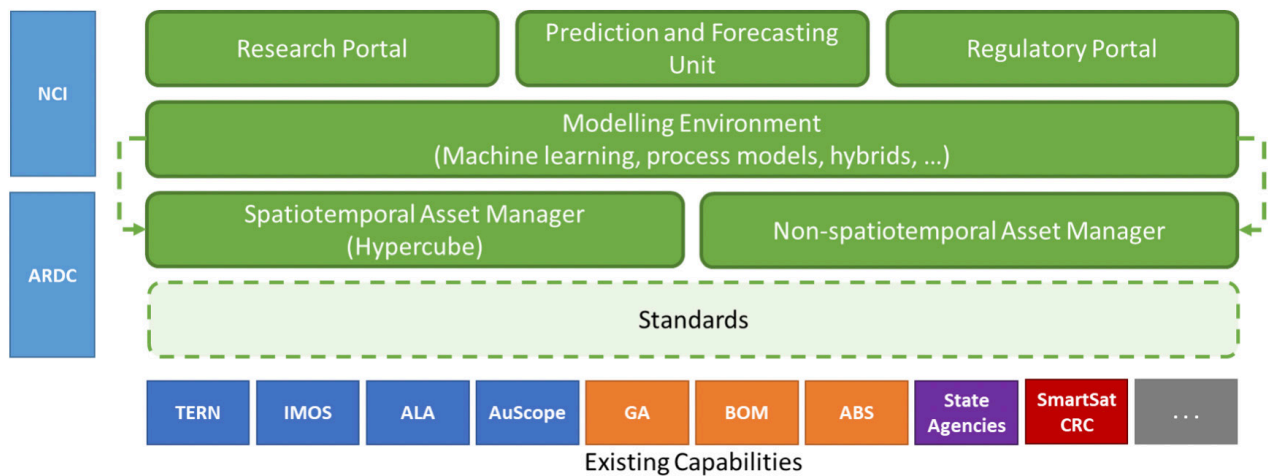 NCI
Research Portal
Prediction and Forecasting
Unit
Regulatory Portal
Modelling Environment
(Machine learning, process models, hybrids, ...)
ARDC
Spatiotemporal Asset Manager
(Hypercube)
Non-spatiotemporal Asset Manager
Standards
TERN
IMOS
ALA
AuScope
GA
BOM
ABS
State
Agencies
SmartSat
CRC
...
Existing Capabilities